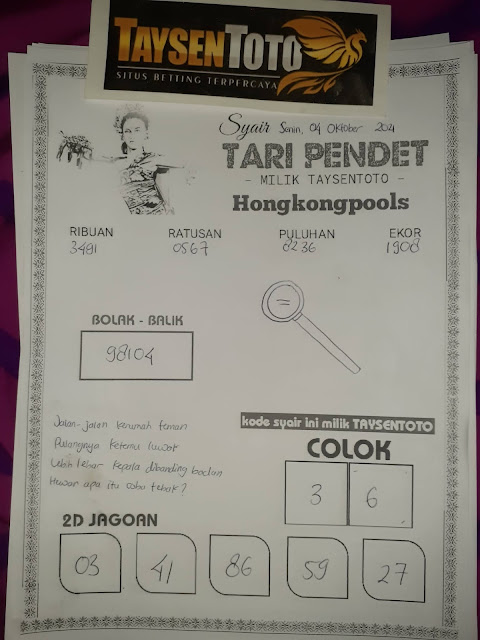 TAYSENTOTO
SITUS BETTING TERPERCAYA
Syair Senin, 04 Oktober 2021
TARI PENDET
- MILIK TAYSENTOTO -
Hongkongpools
RIBUAN RATUSAN PULUHAN EKOR
3491 0567 8236 1908
BOLAK - BALIK
98104
Jalan-jalan kerumah teman
Pulangnya ketemu luwak
Lebih lebar kepala dibanding badan
Hewan apa itu coba tebak?
kode syair ini milik TAYSENTOTO
COLOK
3 6
2D JAGOAN
03 41 86 59 27